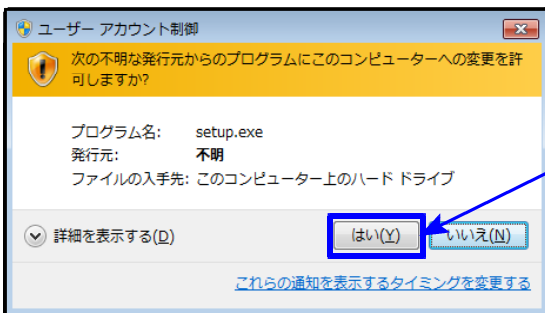 ユーザー アカウント制御
次の不明な発行元からのプログラムにこのコンピューターへの変更を許
可しますか?
プログラム名: setup.exe
発行元: 不明
ファイルの入手先: このコンピューター上のハード ドライブ
詳細を表示する(D) はい(Y) いいえ(N)
これらの通知を表示するタイミングを変更する